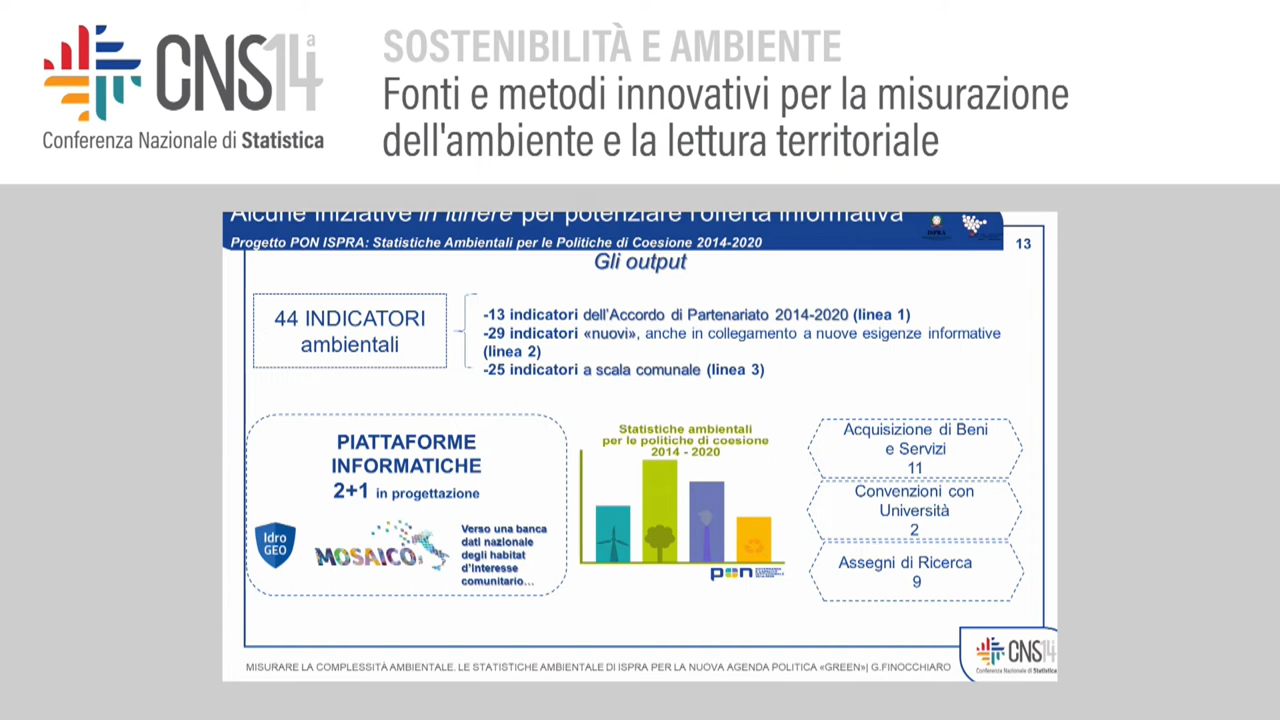 CNS14ª
Conferenza Nazionale di Statistica
SOSTENIBILITÀ E AMBIENTE
Fonti e metodi innovativi per la misurazione
dell'ambiente e la lettura territoriale
Alcune iniziative in itinere per potenziare l'offerta informativa
Progetto PON ISPRA: Statistiche Ambientali per le Politiche di Coesione 2014-2020
ISPRA
13
Gli output
44 INDICATORI
ambientali
-13 indicatori dell'Accordo di Partenariato 2014-2020 (linea 1)
-29 indicatori «nuovi», anche in collegamento a nuove esigenze informative
(linea 2)
-25 indicatori a scala comunale (linea 3)
PIATTAFORME
INFORMATICHE
2+1 in progettazione
Idro
GEO
MOSAICO
Verso una banca
dati nazionale
degli habitat
d'Interesse
comunitario…
Statistiche ambientali
per le politiche di coesione
2014 - 2020
pon
Acquisizione di Beni
e Servizi
11
Convenzioni con
Università
2
Assegni di Ricerca
9
MISURARE LA COMPLESSITÀ AMBIENTALE. LE STATISTICHE AMBIENTALE DI ISPRA PER LA NUOVA AGENDA POLITICA «GREEN»| G.FINOCCHIARO
CNS14
Conferenza Nazionale di Statistica